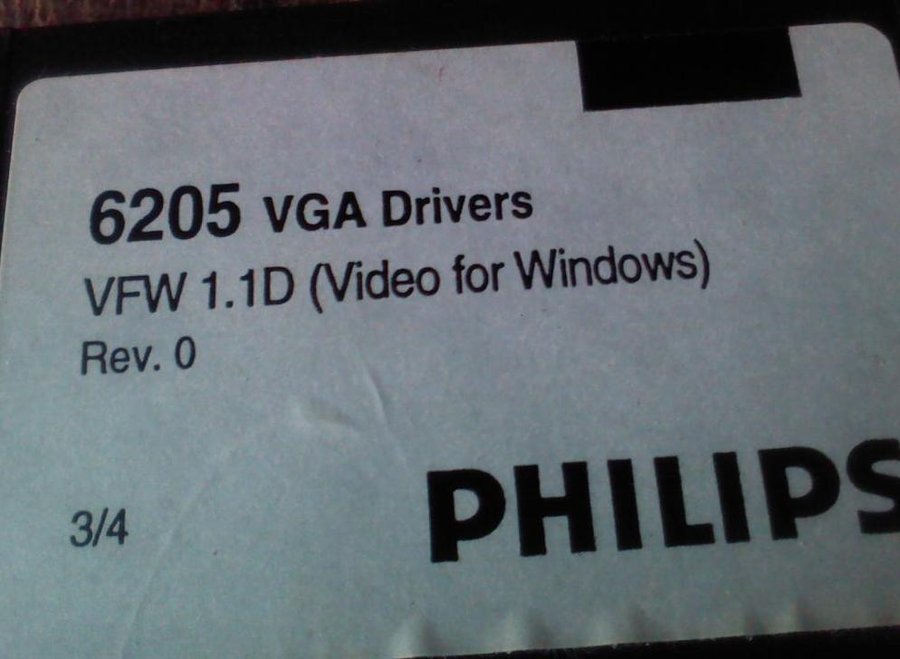 6205 VGA Drivers
VFW 1.1D (Video for Windows)
Rev. 0
3/4
PHILIPS